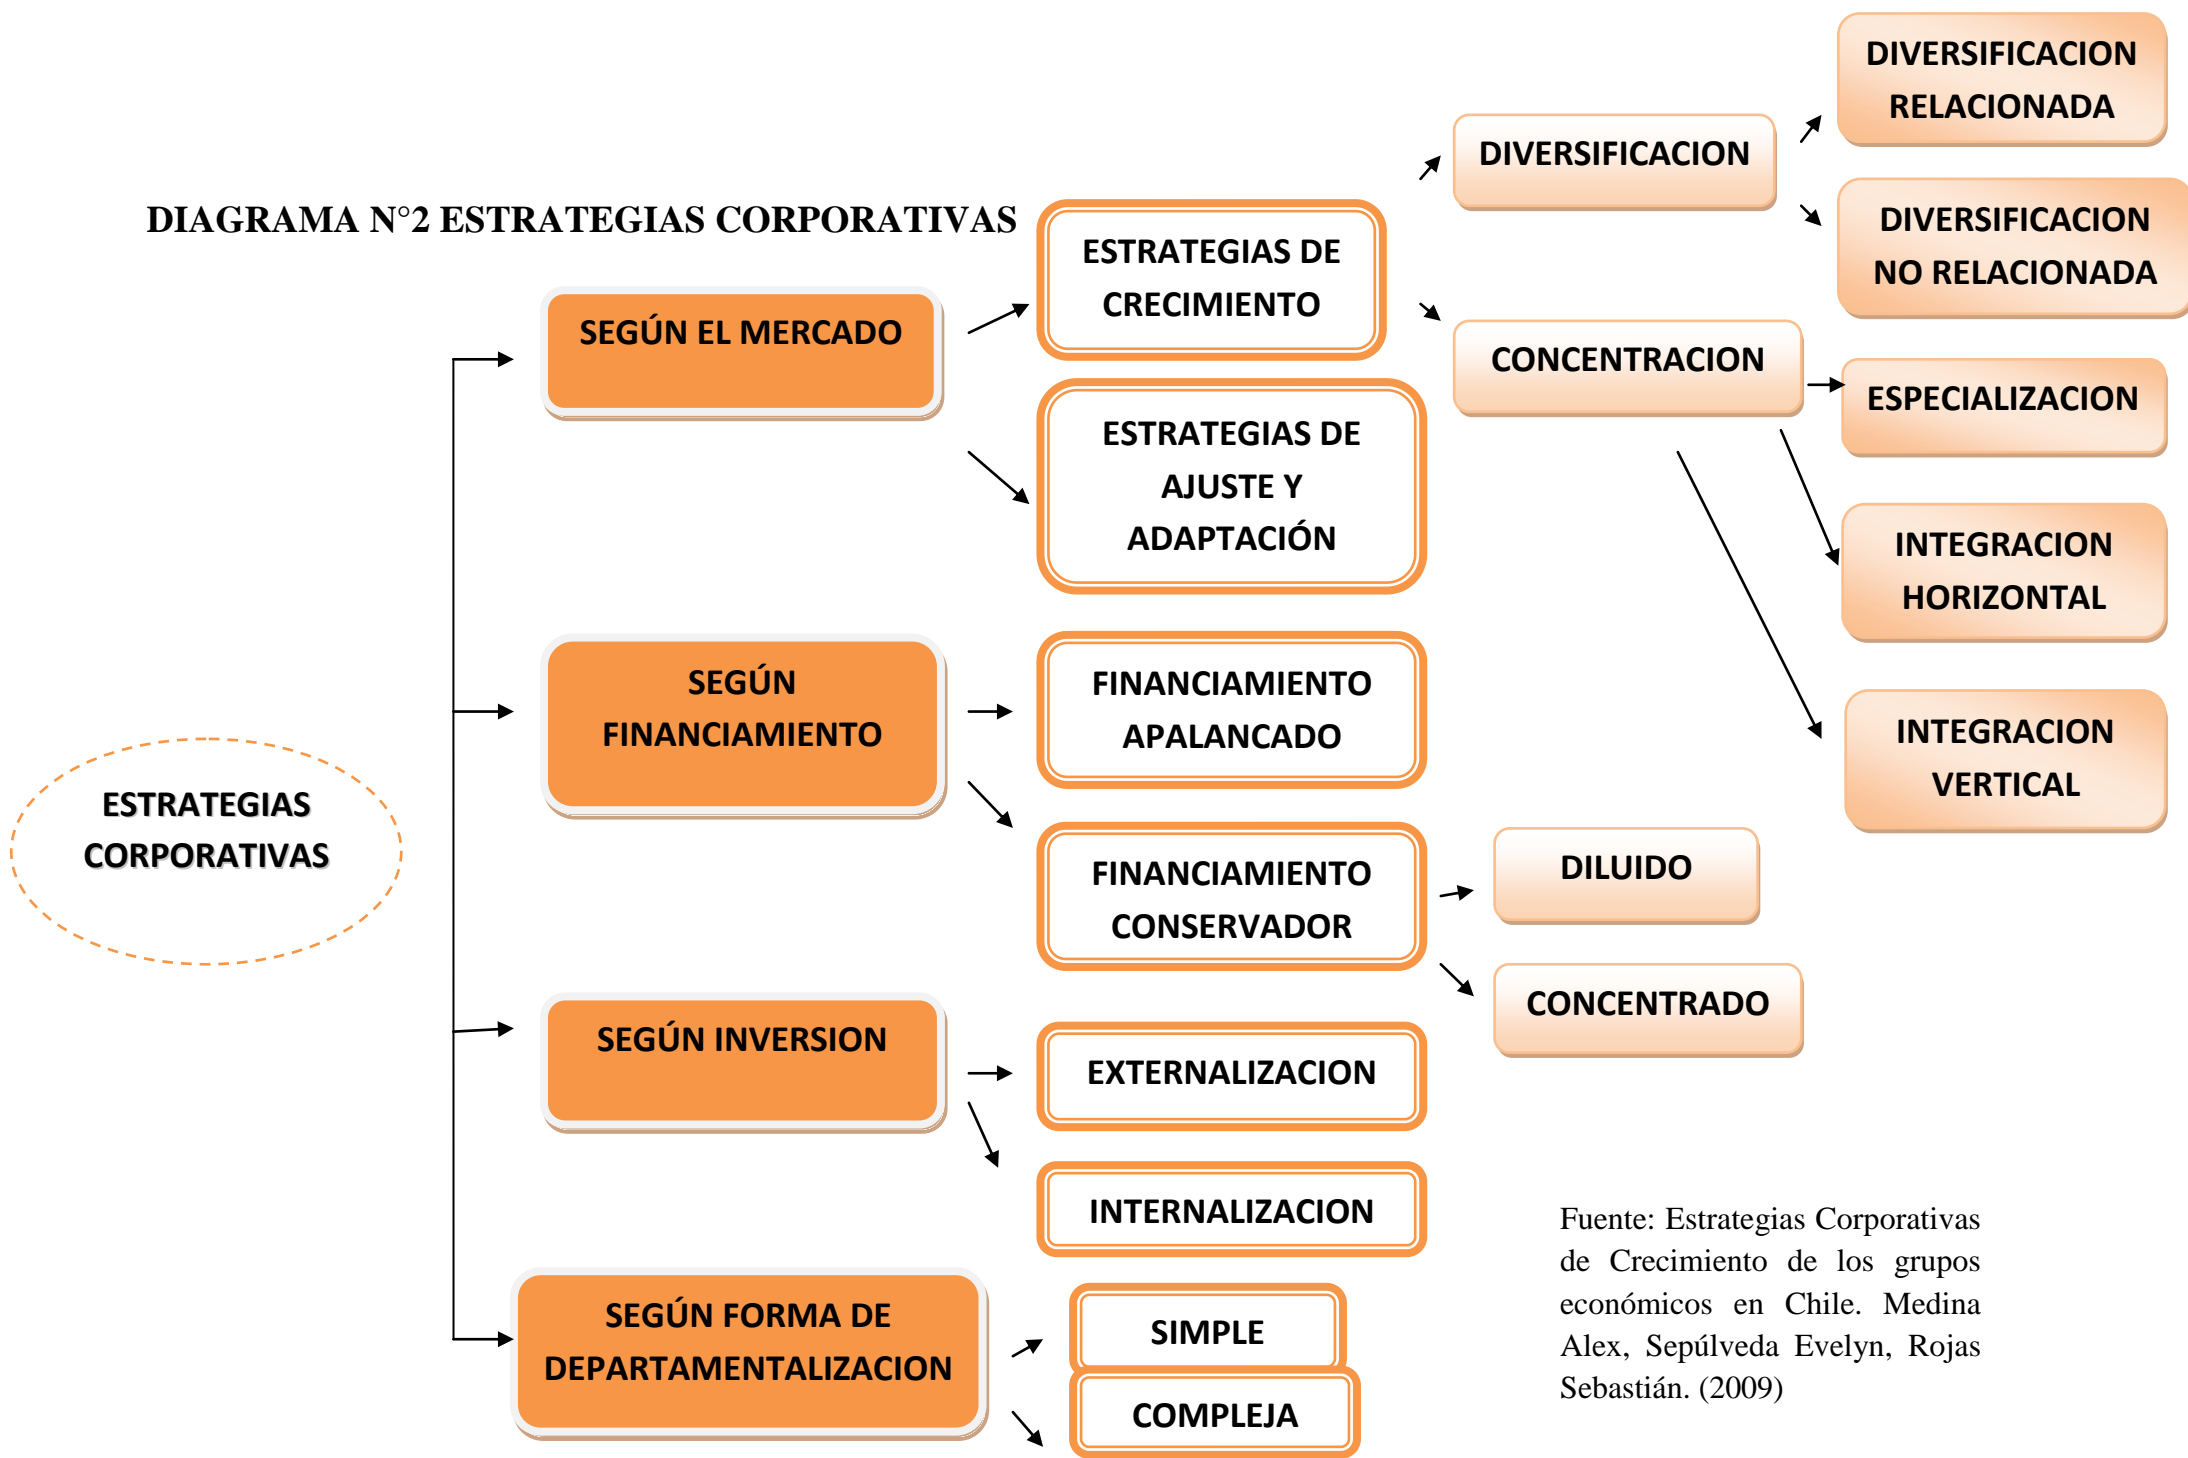 DIAGRAMA N°2 ESTRATEGIAS CORPORATIVAS
ESTRATEGIAS
CORPORATIVAS
SEGÚN EL MERCADO
ESTRATEGIAS DE
CRECIMIENTO
DIVERSIFICACION
DIVERSIFICACION
RELACIONADA
DIVERSIFICACION
NO RELACIONADA
CONCENTRACION
ESPECIALIZACION
INTEGRACION
HORIZONTAL
INTEGRACION
VERTICAL
ESTRATEGIAS DE
AJUSTE Y
ADAPTACIÓN
SEGÚN
FINANCIAMIENTO
FINANCIAMIENTO
APALANCADO
FINANCIAMIENTO
CONSERVADOR
DILUIDO
CONCENTRADO
SEGÚN INVERSION
EXTERNALIZACION
INTERNALIZACION
SEGÚN FORMA DE
DEPARTAMENTALIZACION
SIMPLE
COMPLEJA
Fuente: Estrategias Corporativas
de Crecimiento de los grupos
económicos en Chile. Medina
Alex, Sepúlveda Evelyn, Rojas
Sebastián. (2009)